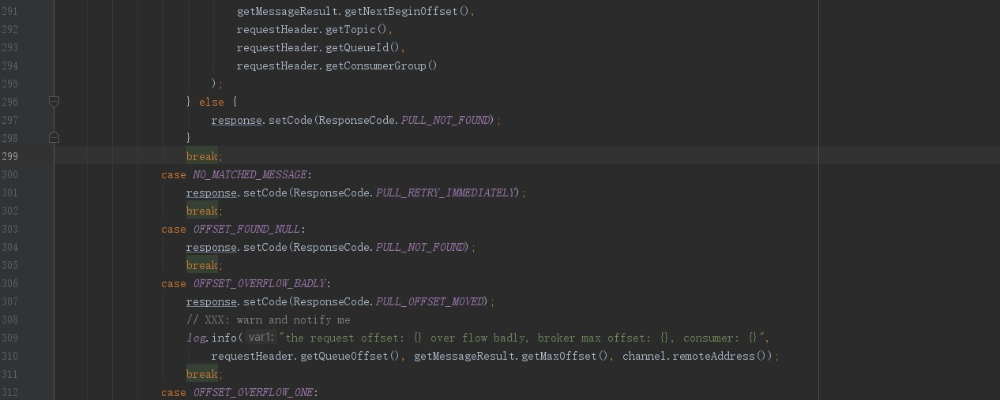 291 getMessageResult.getNextBeginOffset(),
292 requestHeader.getTopic(),
293 requestHeader.getQueueId(),
294 requestHeader.getConsumerGroup()
295 );
296 } else {
297 response.setCode(ResponseCode.PULL_NOT_FOUND);
298 }
299 break;
300 case NO_MATCHED_MESSAGE:
301 response.setCode(ResponseCode.PULL_RETRY_IMMEDIATELY);
302 break;
303 case OFFSET_FOUND_NULL:
304 response.setCode(ResponseCode.PULL_NOT_FOUND);
305 break;
306 case OFFSET_OVERFLOW_BADLY:
307 response.setCode(ResponseCode.PULL_OFFSET_MOVED);
308 // XXX: warn and notify me
309 log.info( var1: "the request offset: {} over flow badly, broker max offset: {}, consumer: {}",
310 requestHeader.getQueueOffset(), getMessageResult.getMaxOffset(), channel.remoteAddress());
311 break;
312 case OFFSET_OVERFLOW_ONE: